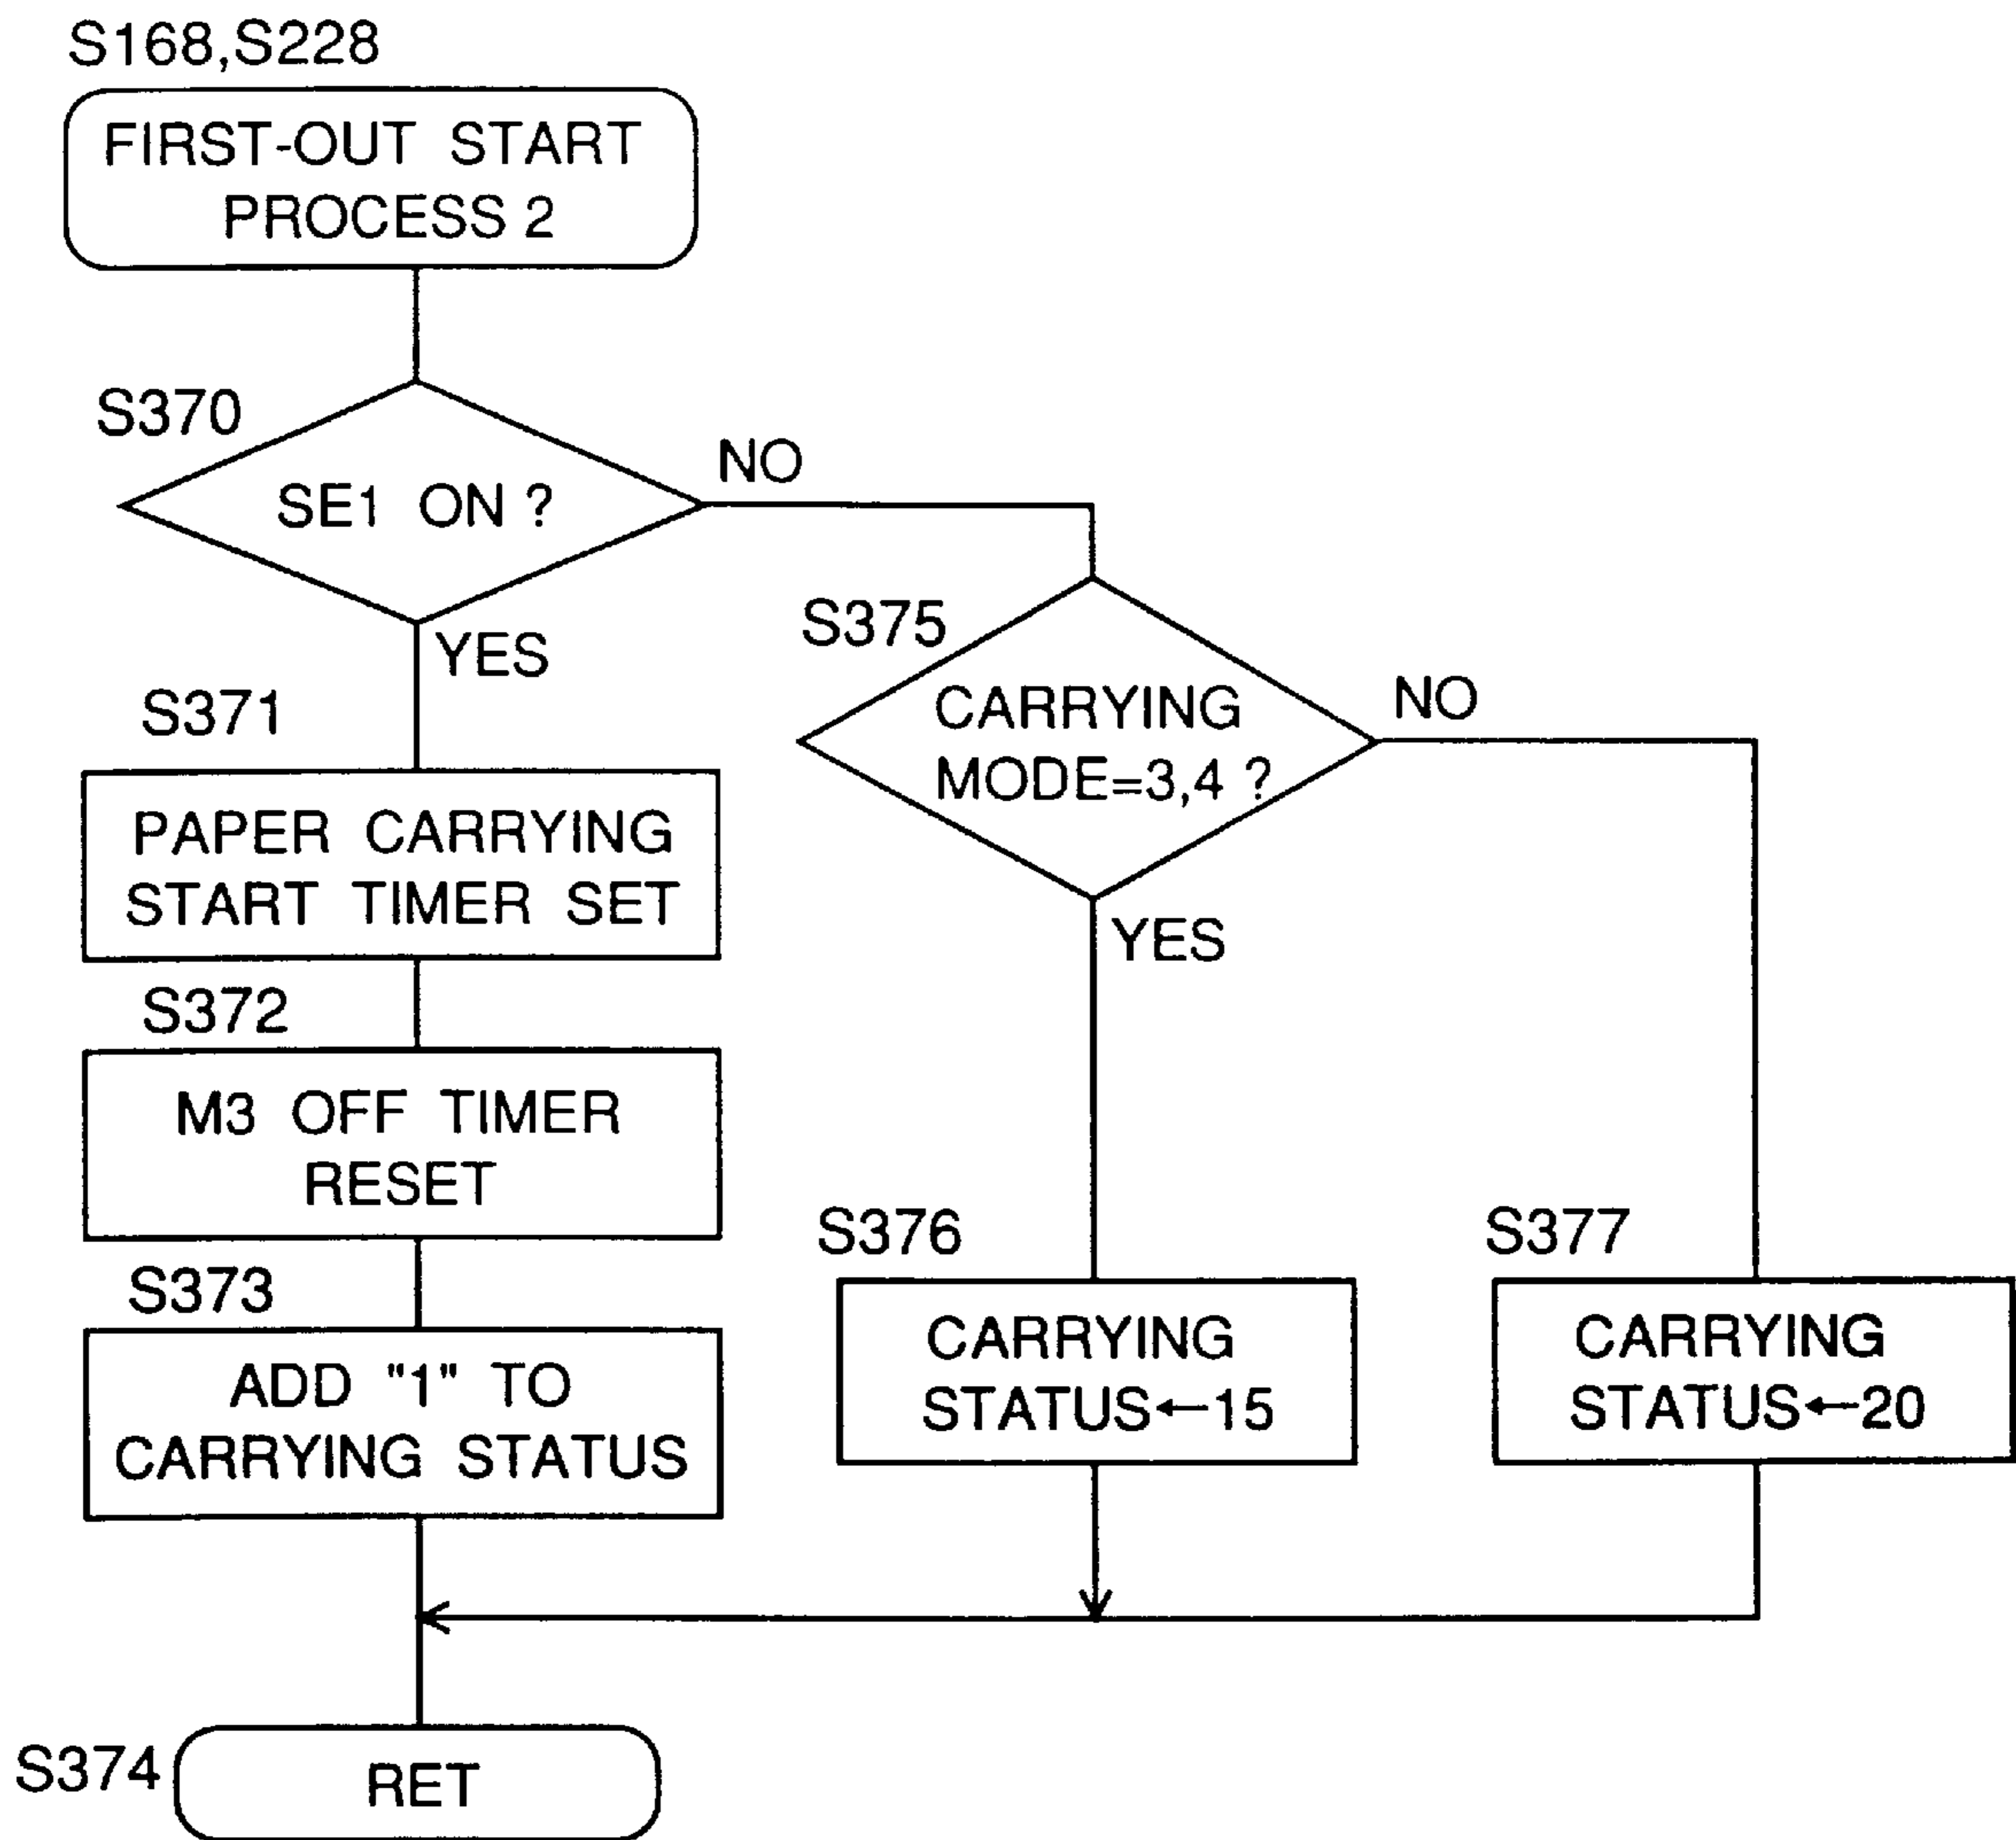 S168,S228
FIRST-OUT START
PROCESS 2
S370
SE1 ON ?
NO
YES
S371
PAPER CARRYING
START TIMER SET
S372
M3 OFF TIMER
RESET
S373
ADD "1" TO
CARRYING STATUS
S375
CARRYING
MODE=3,4 ?
NO
YES
S376
CARRYING
STATUS←15
S377
CARRYING
STATUS←20
S374
RET